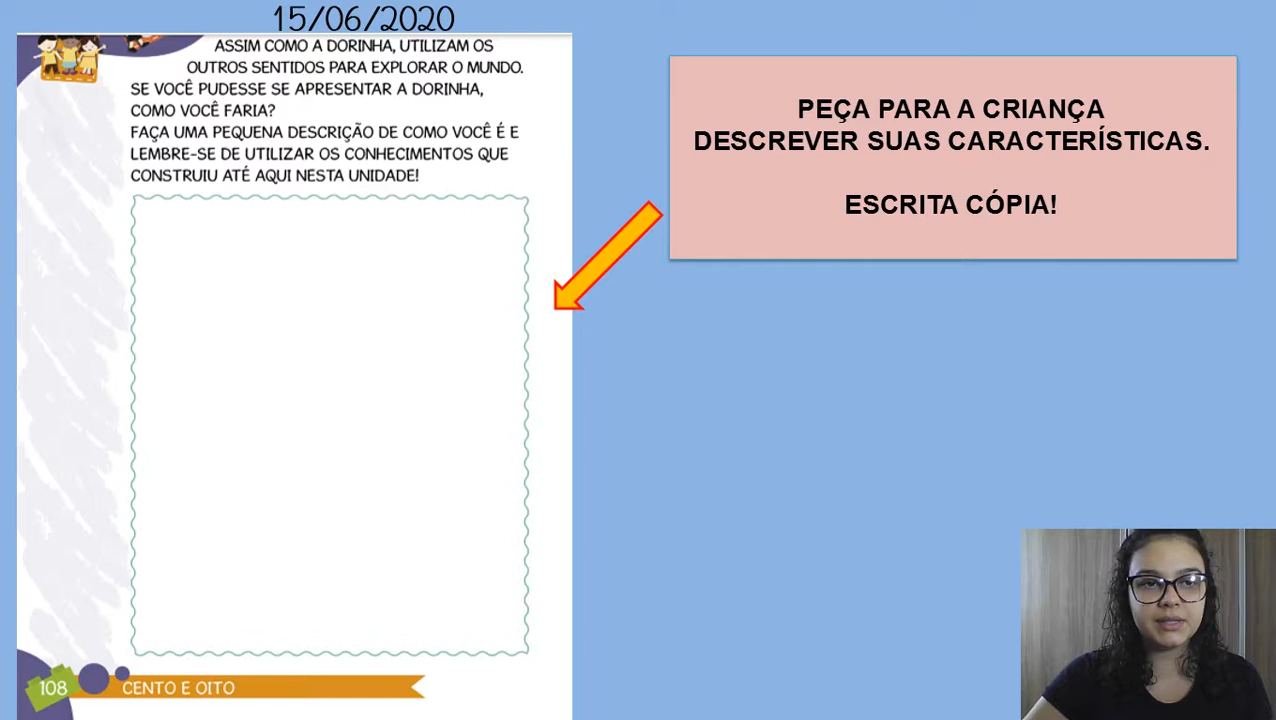 15/06/2020
ASSIM COMO A DORINHA, UTILIZAM OS
OUTROS SENTIDOS PARA EXPLORAR O MUNDO.
SE VOCÊ PUDESSE SE APRESENTAR A DORINHA,
COMO VOCÊ FARIA?
FAÇA UMA PEQUENA DESCRIÇÃO DE COMO VOCÊ É E
LEMBRE-SE DE UTILIZAR OS CONHECIMENTOS QUE
CONSTRUIU ATÉ AQUI NESTA UNIDADE!
PEÇA PARA A CRIANÇA
DESCREVER SUAS CARACTERÍSTICAS.
ESCRITA CÓPIA!
108
CENTO E OITO